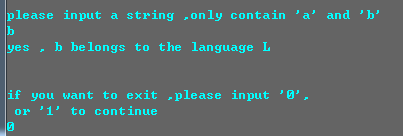 please input a string ,only contain 'a' and 'b'
b
yes , b belongs to the language L
if you want to exit ,please input '0',
 or '1' to continue
0